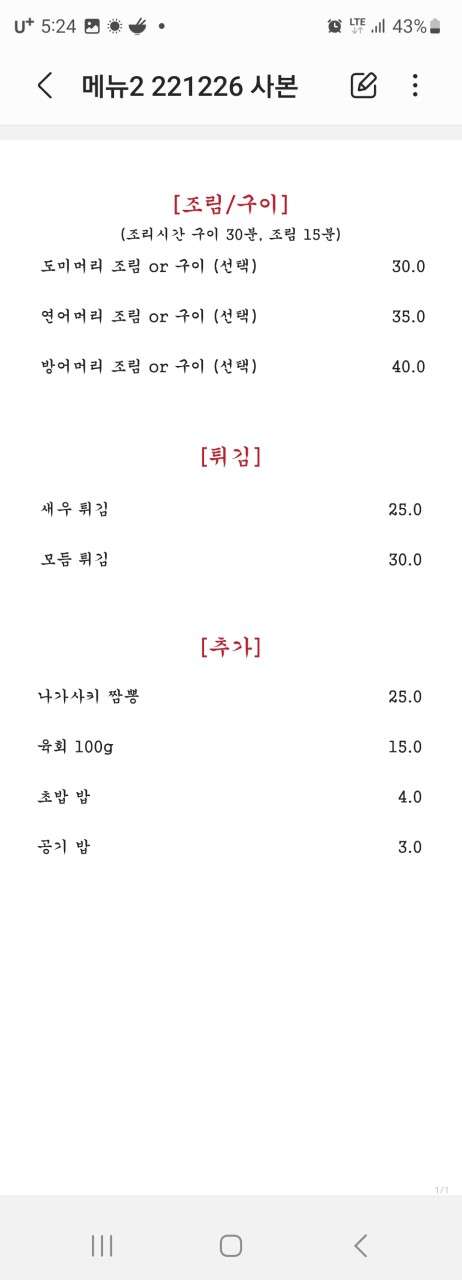 U+ 5:24 LTE 43%
메뉴2 221226 사본
[조림/구이]
(조리시간 구이 30분, 조림 15분)
도미머리 조림 or 구이 (선택) 30.0
연어머리 조림 or 구이 (선택) 35.0
방어머리 조림 or 구이 (선택) 40.0
[튀김]
새우 튀김 25.0
모듬 튀김 30.0
[추가]
나가사키 짬뽕 25.0
육회 100g 15.0
초밥 밥 4.0
공기 밥 3.0
1/1